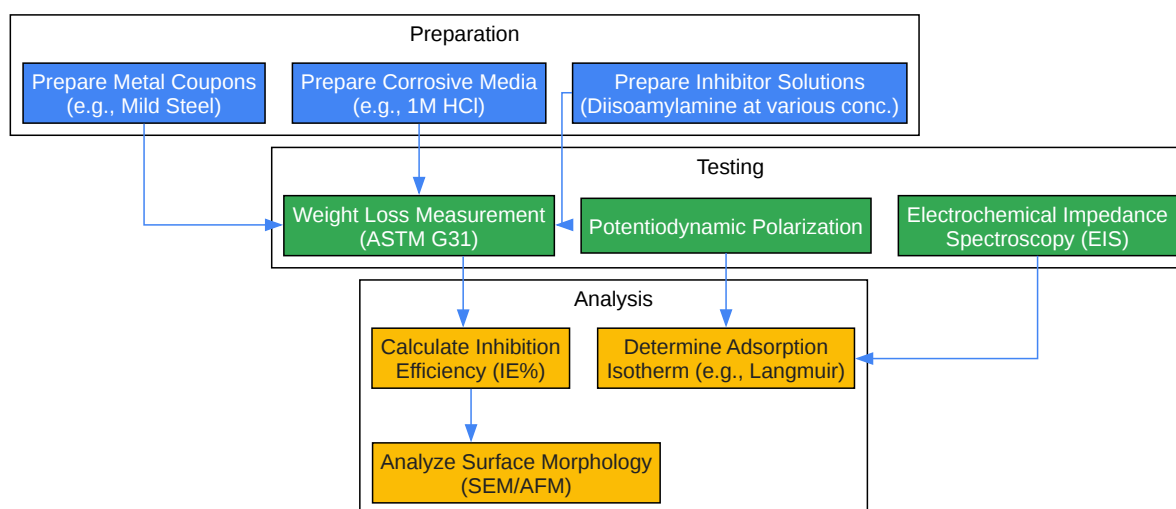 Preparation
Prepare Metal Coupons
(e.g., Mild Steel)
Prepare Corrosive Media
(e.g., 1M HCl)
Prepare Inhibitor Solutions
(Diisoamylamine at various conc.)
Testing
Weight Loss Measurement
(ASTM G31)
Potentiodynamic Polarization
Electrochemical Impedance
Spectroscopy (EIS)
Analysis
Calculate Inhibition
Efficiency (IE%)
Determine Adsorption
Isotherm (e.g., Langmuir)
Analyze Surface Morphology
(SEM/AFM)